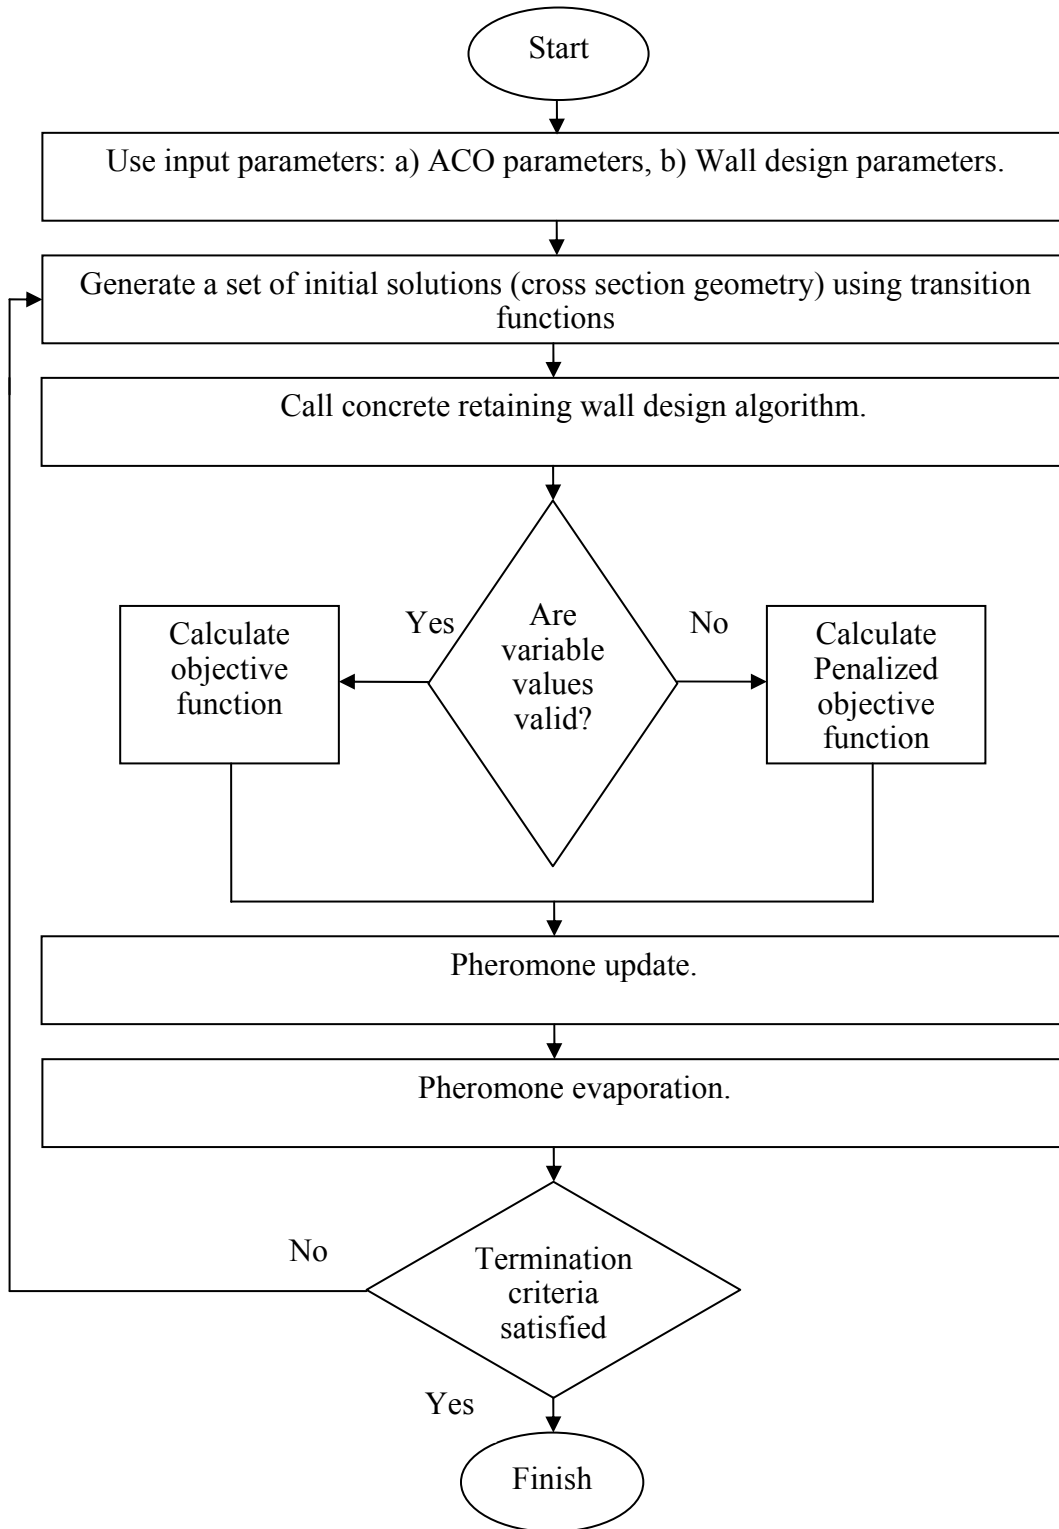 Start
Use input parameters: a) ACO parameters, b) Wall design parameters.
Generate a set of initial solutions (cross section geometry) using transition
functions
Call concrete retaining wall design algorithm.
Are
variable
values
valid?
Yes
No
Calculate
objective
function
Calculate
Penalized
objective
function
Pheromone update.
Pheromone evaporation.
Termination
criteria
satisfied
No
Yes
Finish